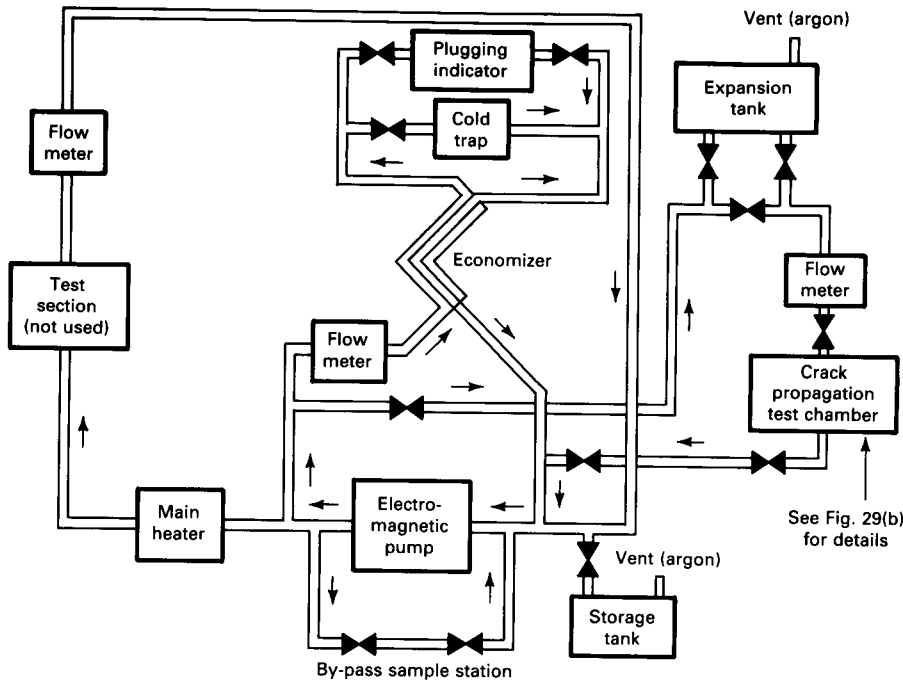 Vent (argon)
Plugging
indicator
Expansion
tank
Cold
trap
Flow
meter
Economizer
Flow
meter
Test
section
(not used)
Flow
meter
Crack
propagation
test chamber
Main
heater
Electro-
magnetic
pump
See Fig. 29(b)
for details
Vent (argon)
Storage
tank
By-pass sample station